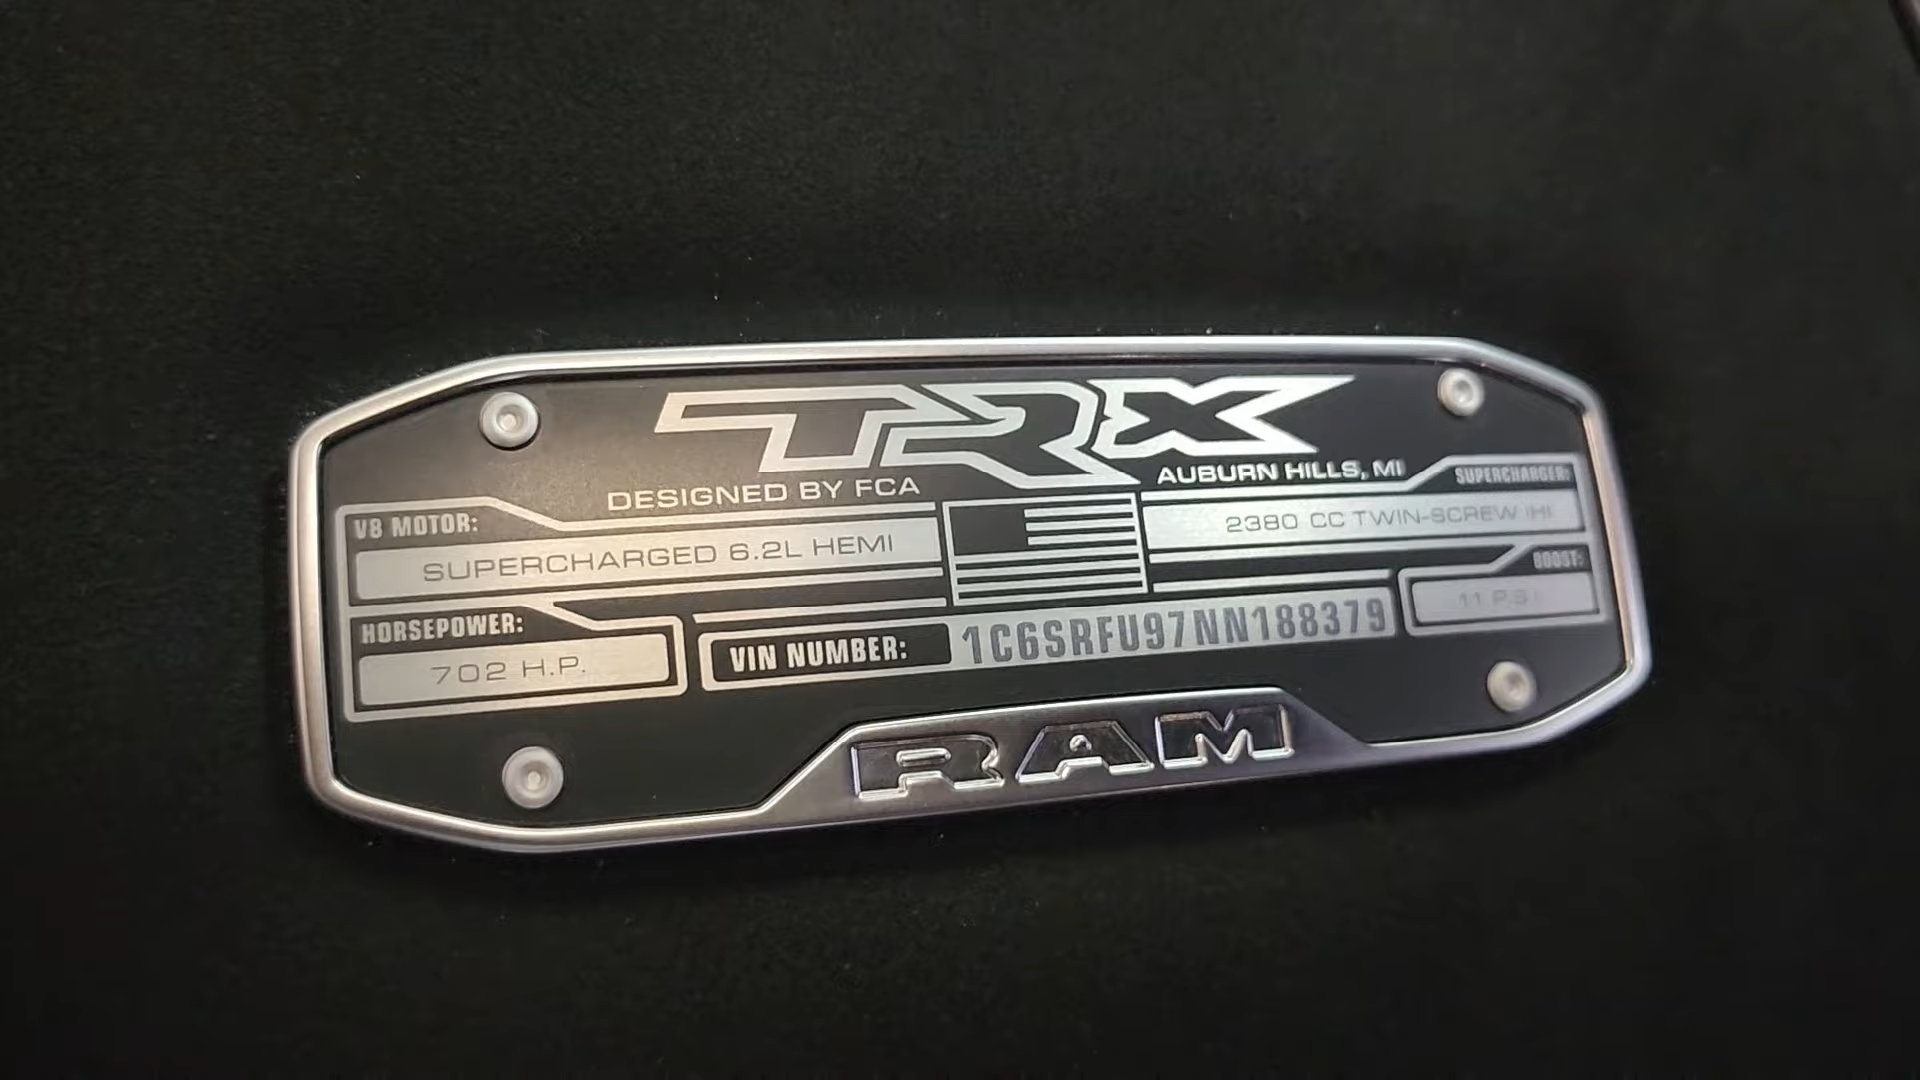 TRX
DESIGNED BY FCA
AUBURN HILLS, MI
V8 MOTOR:
SUPERCHARGED 6.2L HEMI
SUPERCHARGER:
2380 CC TWIN-SCREW IHI
HORSEPOWER:
702 H.P.
BOOST:
11 P.S.I.
VIN NUMBER: 1C6SRFU97NN188379
RAM